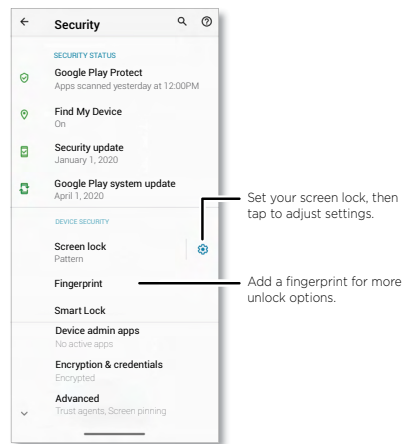 Security
SECURITY STATUS
Google Play Protect
Apps scanned yesterday at 12:00PM
Find My Device
On
Security update
January 1, 2020
Google Play system update
April 1, 2020
DEVICE SECURITY
Screen lock
Pattern
Fingerprint
Smart Lock
Device admin apps
No active apps
Encryption & credentials
Encrypted
Advanced
Trust agents, Screen pinning
Set your screen lock, then
tap to adjust settings.
Add a fingerprint for more
unlock options.